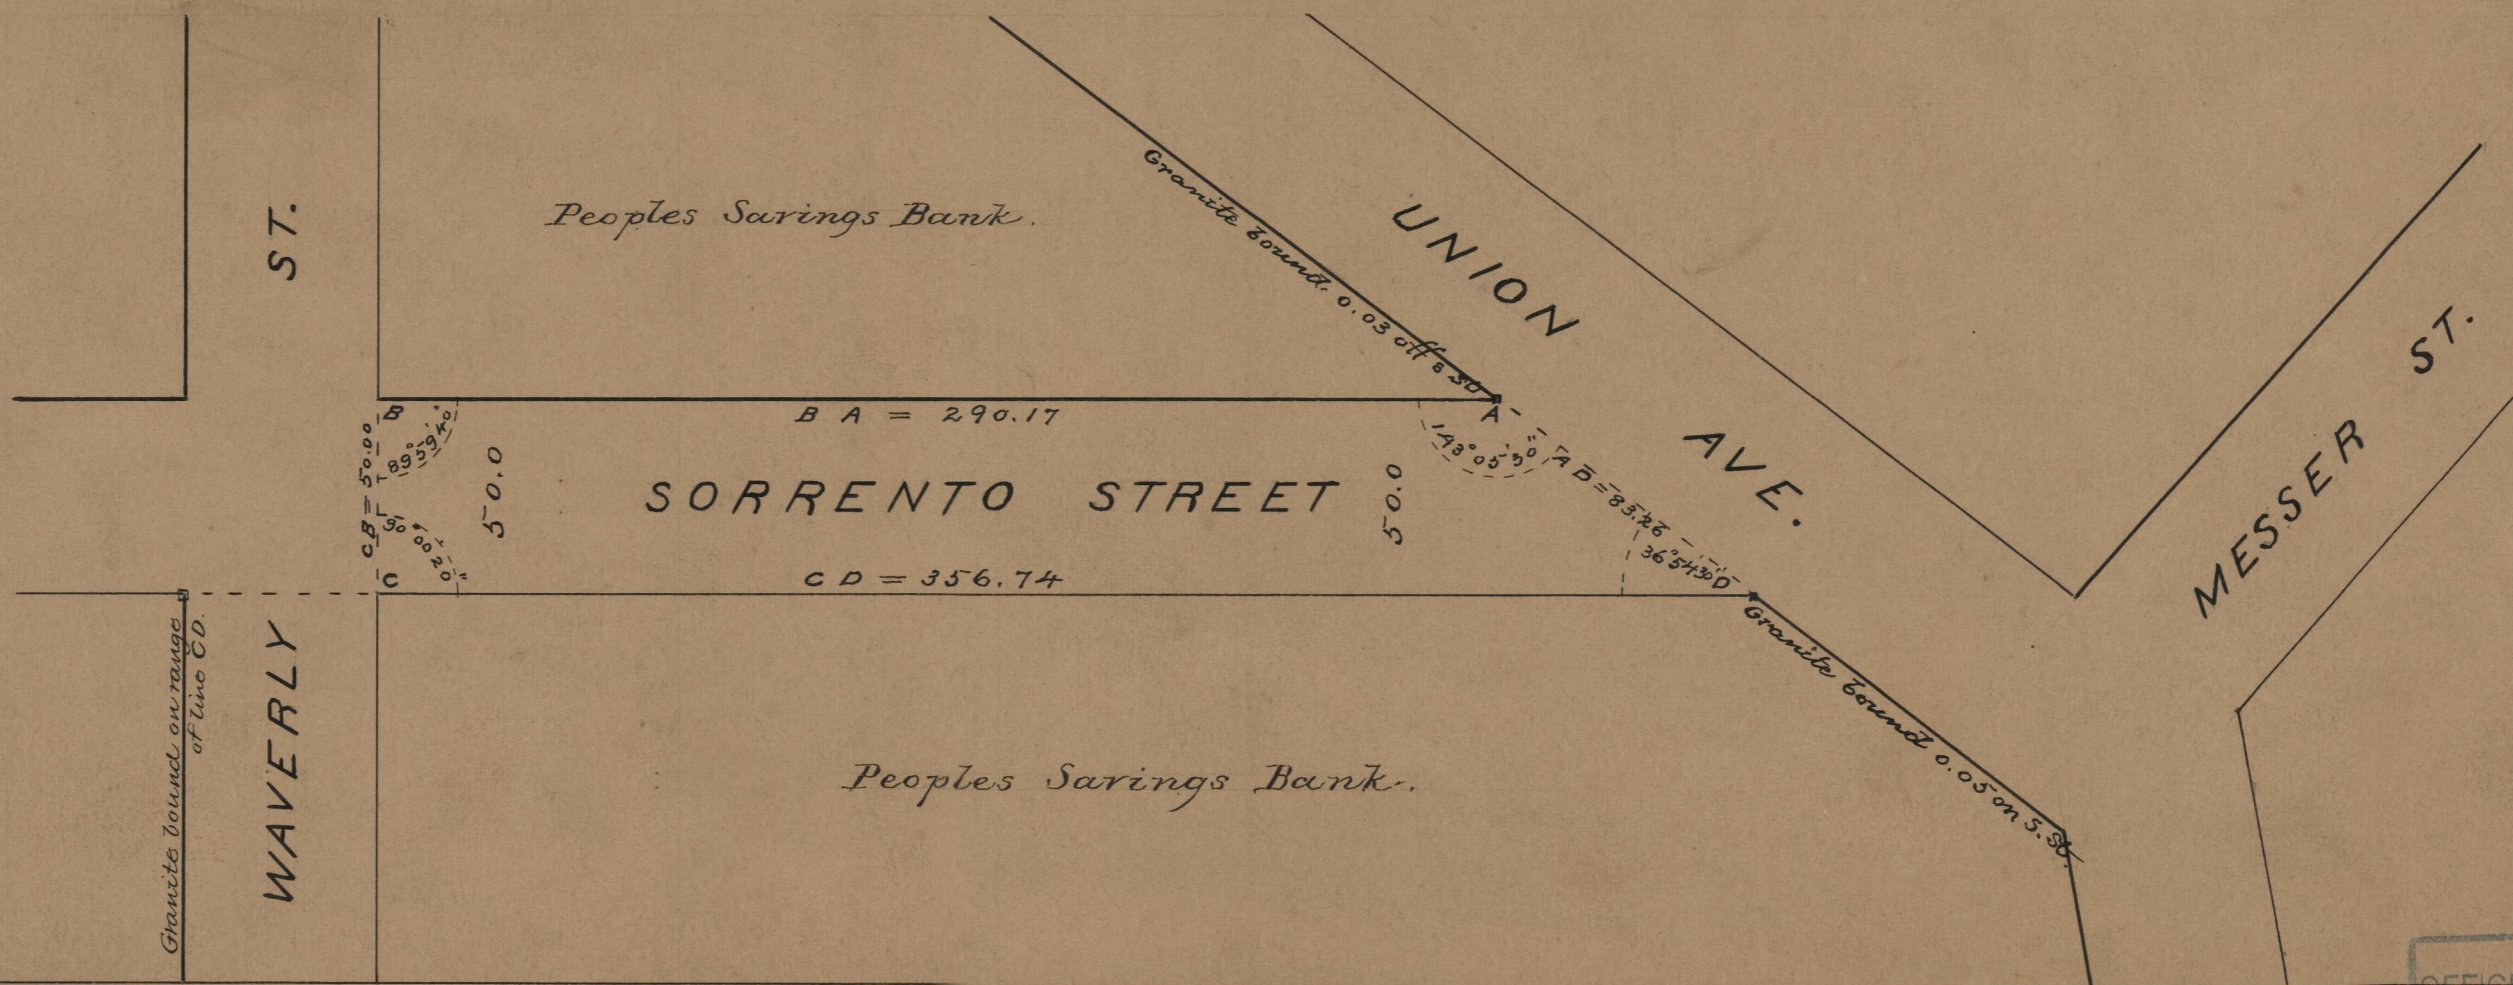 ST.
Peoples Savings Bank.
Granite bound 0.03 off s So
UNION
AVE.
MESSER ST.
B
89° 59' 40"
CB = 50.00
BA = 290.17
A
143° 05' 30"
AD = 83.26
50.0
SORRENTO STREET
50.0
90° 00' 20"
C
CD = 356.74
36° 54' 30"
D
Granite bound on range
of line CD.
WAVERLY
Granite bound 0.05 on S. St.
Peoples Savings Bank.